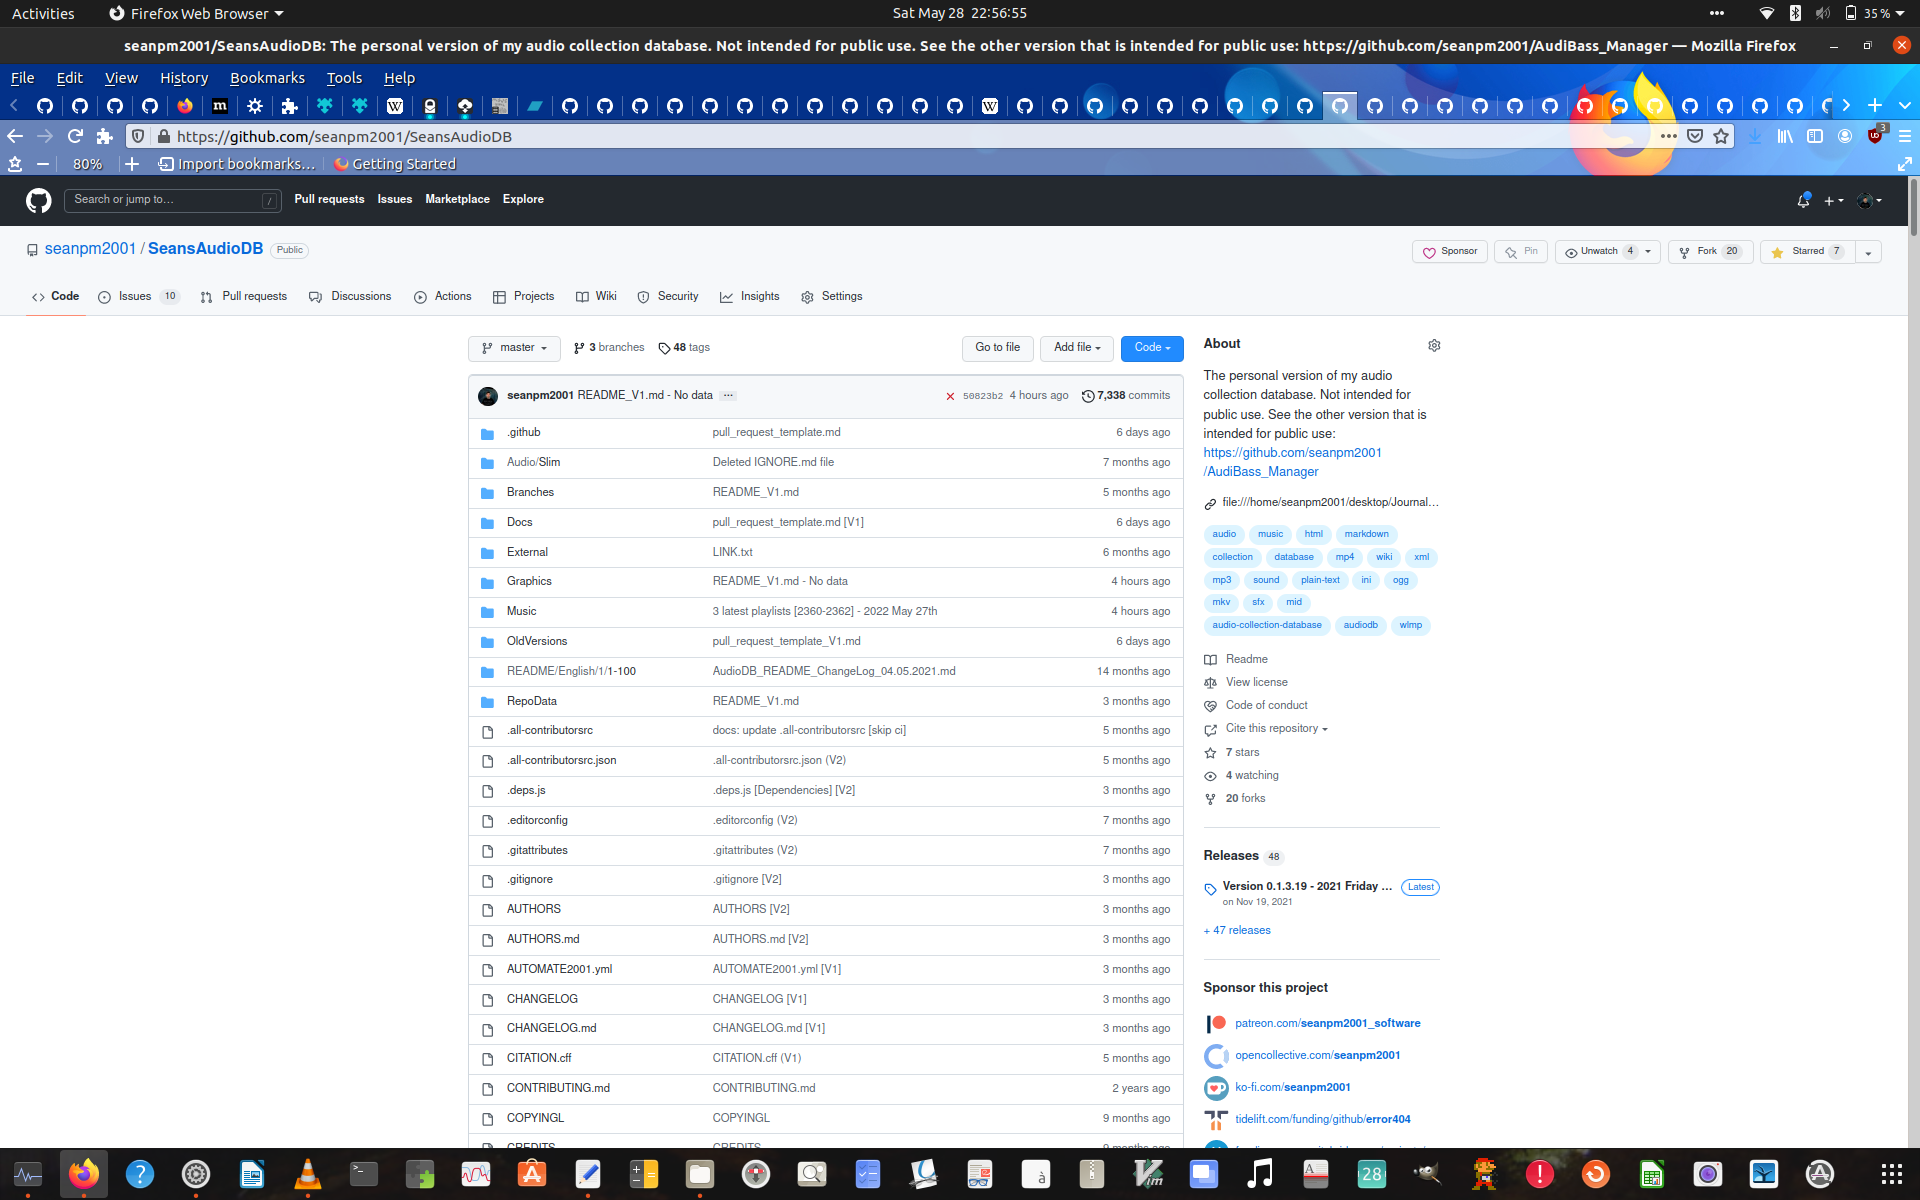 Activities
Firefox Web Browser
Sat May 28 22:56:55
35 %
seanpm2001/SeansAudioDB: The personal version of my audio collection database. Not intended for public use. See the other version that is intended for public use: https://github.com/seanpm2001/AudiBass_Manager — Mozilla Firefox
File Edit View History Bookmarks Tools Help
https://github.com/seanpm2001/SeansAudioDB
3
80%
Import bookmarks...
Getting Started
Search or jump to...
/
Pull requests Issues Marketplace Explore
seanpm2001 / SeansAudioDB Public
Sponsor
Pin
Unwatch 4
Fork 20
Starred 7
Code
Issues 10
Pull requests
Discussions
Actions
Projects
Wiki
Security
Insights
Settings
master
3 branches
48 tags
Go to file
Add file
Code
seanpm2001 README_V1.md - No data ...
50823b2 4 hours ago
7,338 commits
.github pull_request_template.md 6 days ago
Audio/Slim Deleted IGNORE.md file 7 months ago
Branches README_V1.md 5 months ago
Docs pull_request_template.md [V1] 6 days ago
External LINK.txt 6 months ago
Graphics README_V1.md - No data 4 hours ago
Music 3 latest playlists [2360-2362] - 2022 May 27th 4 hours ago
OldVersions pull_request_template_V1.md 6 days ago
README/English/1/1-100 AudioDB_README_ChangeLog_04.05.2021.md 14 months ago
RepoData README_V1.md 3 months ago
.all-contributorsrc docs: update .all-contributorsrc [skip ci] 5 months ago
.all-contributorsrc.json .all-contributorsrc.json (V2) 5 months ago
.deps.js .deps.js [Dependencies] [V2] 3 months ago
.editorconfig .editorconfig (V2) 7 months ago
.gitattributes .gitattributes (V2) 7 months ago
.gitignore .gitignore [V2] 3 months ago
AUTHORS AUTHORS [V2] 3 months ago
AUTHORS.md AUTHORS.md [V2] 3 months ago
AUTOMATE2001.yml AUTOMATE2001.yml [V1] 3 months ago
CHANGELOG CHANGELOG [V1] 3 months ago
CHANGELOG.md CHANGELOG.md [V1] 3 months ago
CITATION.cff CITATION.cff (V1) 5 months ago
CONTRIBUTING.md CONTRIBUTING.md 2 years ago
COPYINGL COPYINGL 9 months ago
CREDITS CREDITS 9 months ago
About
The personal version of my audio
collection database. Not intended for
public use. See the other version that is
intended for public use:
https://github.com/seanpm2001
/AudiBass_Manager
file:///home/seanpm2001/desktop/Journal...
audio music html markdown
collection database mp4 wiki xml
mp3 sound plain-text ini ogg
mkv sfx mid
audio-collection-database audiodb wlmp
Readme
View license
Code of conduct
Cite this repository
7 stars
4 watching
20 forks
Releases 48
Version 0.1.3.19 - 2021 Friday ... Latest
on Nov 19, 2021
+ 47 releases
Sponsor this project
patreon.com/seanpm2001_software
opencollective.com/seanpm2001
ko-fi.com/seanpm2001
tidelift.com/funding/github/error404
28